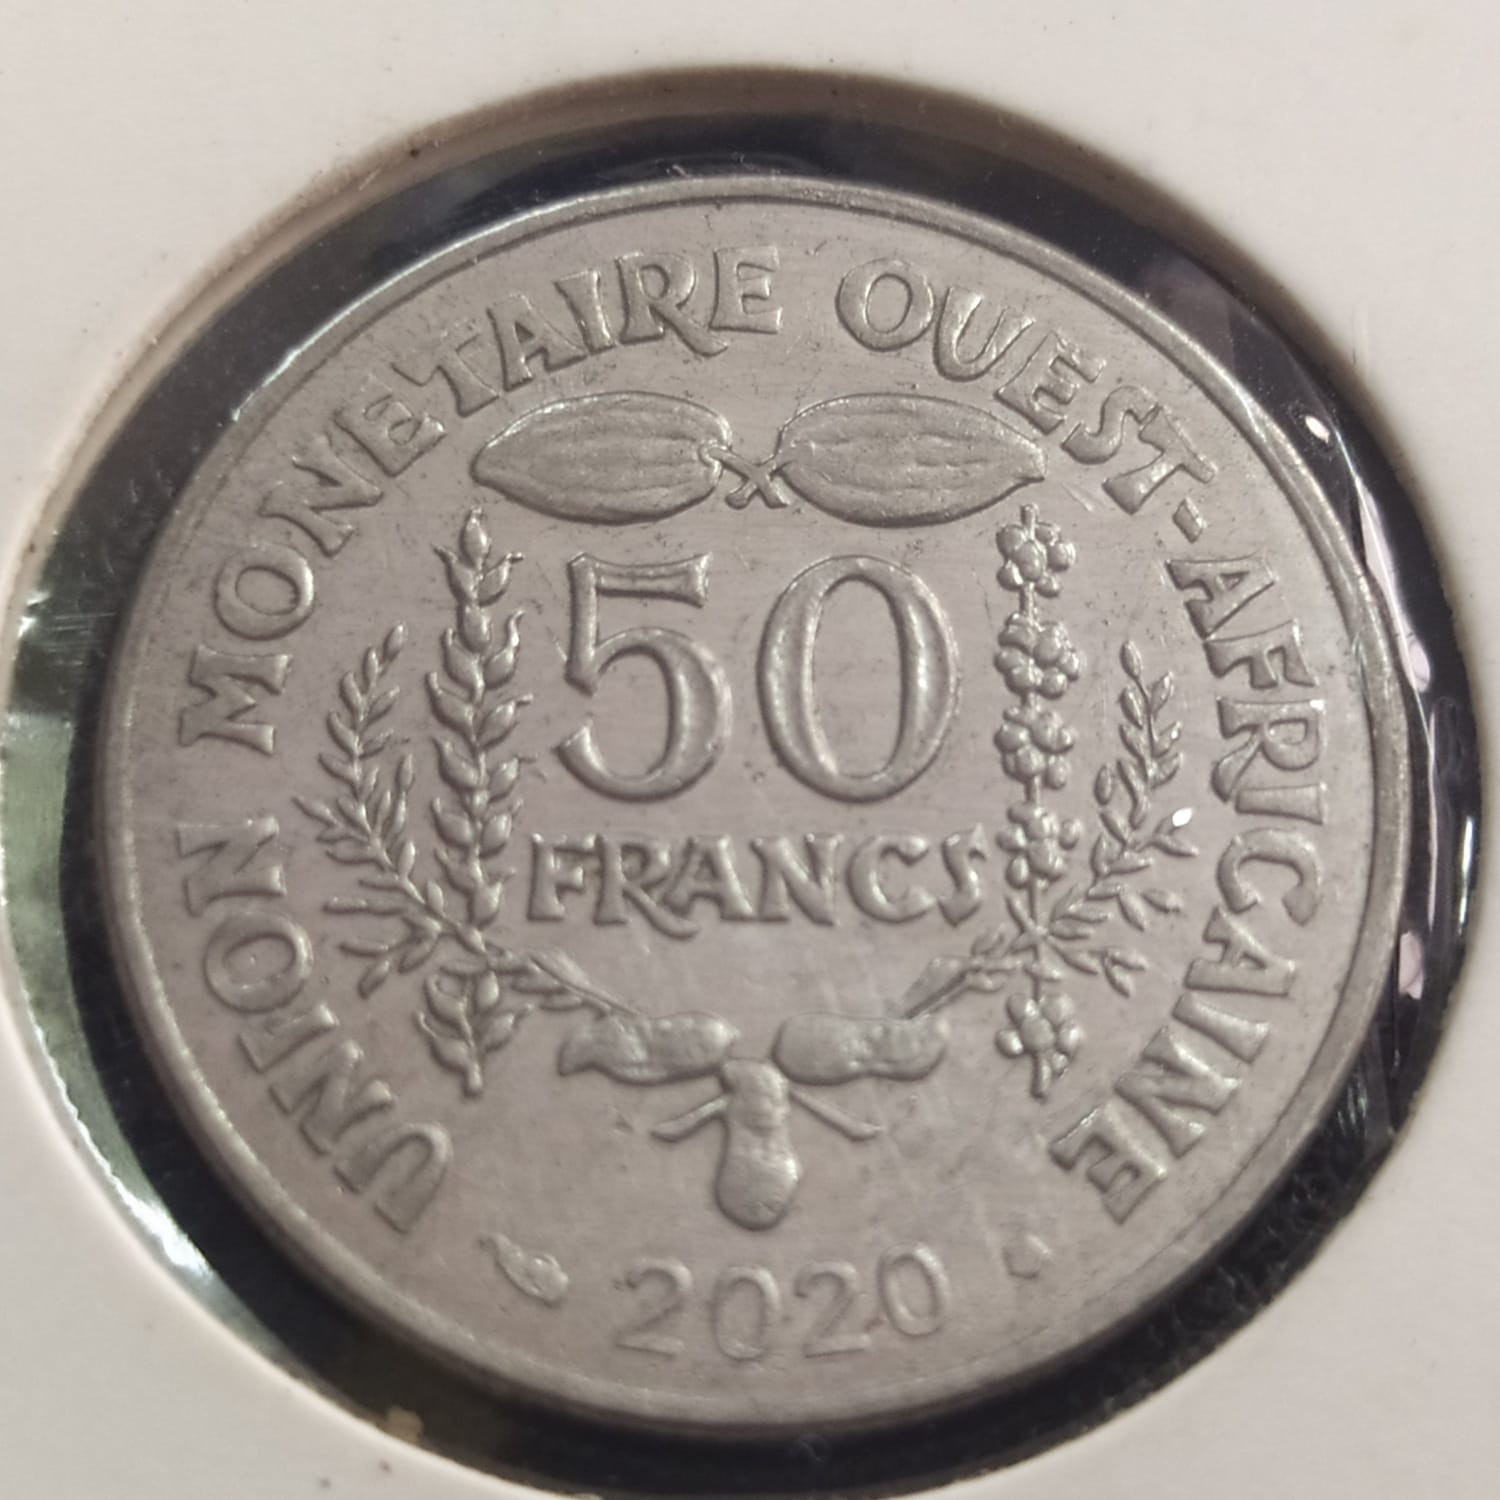 UNION MONETAIRE OUEST-AFRICAINE
50
FRANCS
2020